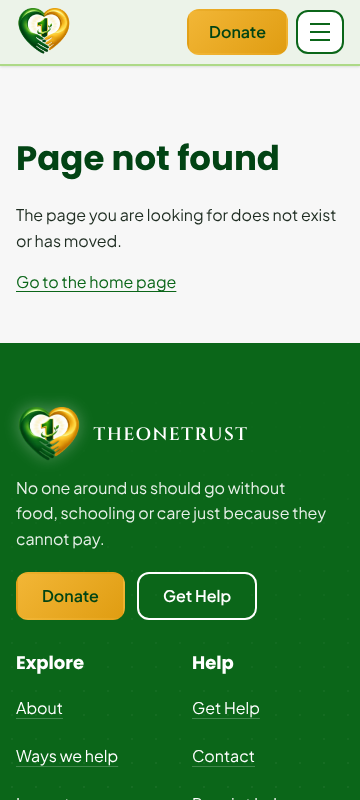 Donate
Page not found
The page you are looking for does not exist
or has moved.
Go to the home page
1
THEONETRUST
No one around us should go without
food, schooling or care just because they
cannot pay.
Donate
Get Help
Explore
Help
About
Get Help
Ways we help
Contact